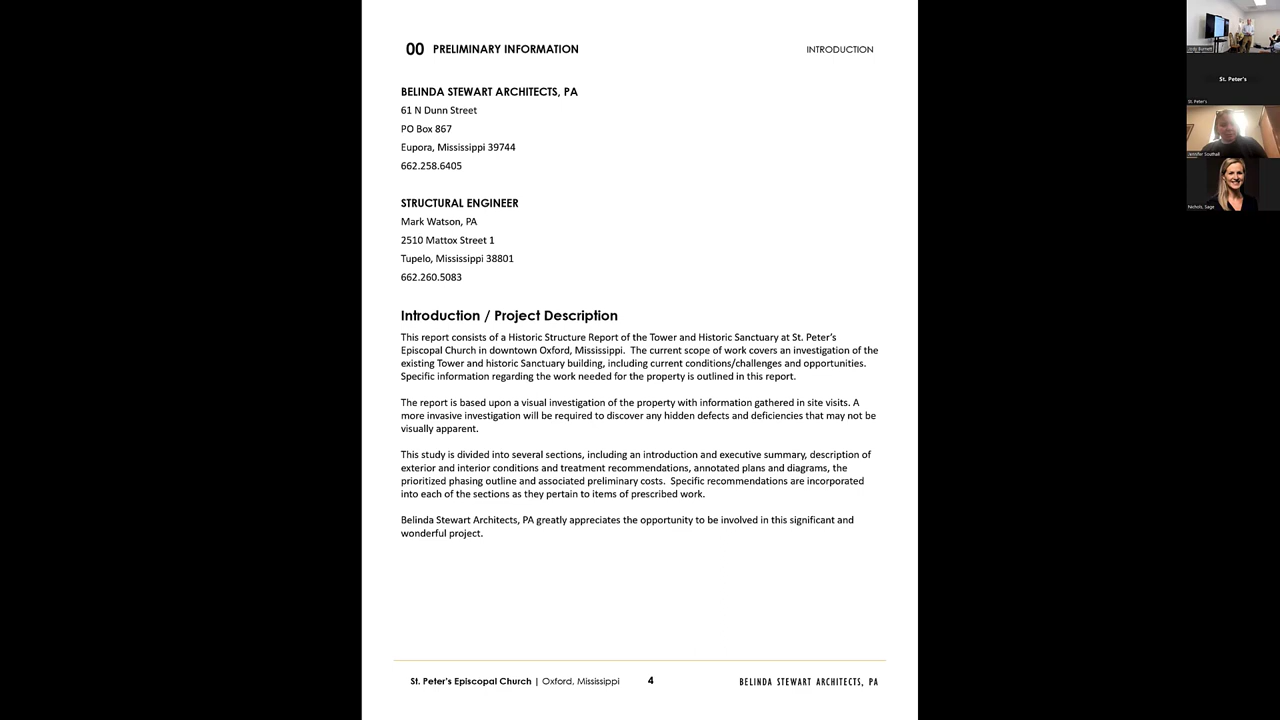 00 PRELIMINARY INFORMATION
INTRODUCTION
BELINDA STEWART ARCHITECTS, PA
61 N Dunn Street
PO Box 867
Eupora, Mississippi 39744
662.258.6405
STRUCTURAL ENGINEER
Mark Watson, PA
2510 Mattox Street 1
Tupelo, Mississippi 38801
662.260.5083
Introduction / Project Description
This report consists of a Historic Structure Report of the Tower and Historic Sanctuary at St. Peter's
Episcopal Church in downtown Oxford, Mississippi. The current scope of work covers an investigation of the
existing Tower and historic Sanctuary building, including current conditions/challenges and opportunities.
Specific information regarding the work needed for the property is outlined in this report.
The report is based upon a visual investigation of the property with information gathered in site visits. A
more invasive investigation will be required to discover any hidden defects and deficiencies that may not be
visually apparent.
This study is divided into several sections, including an introduction and executive summary, description of
exterior and interior conditions and treatment recommendations, annotated plans and diagrams, the
prioritized phasing outline and associated preliminary costs. Specific recommendations are incorporated
into each of the sections as they pertain to items of prescribed work.
Belinda Stewart Architects, PA greatly appreciates the opportunity to be involved in this significant and
wonderful project.
St. Peter's Episcopal Church | Oxford, Mississippi
4
BELINDA STEWART ARCHITECTS, PA
St. Peter's
St. Peter's
Jennifer Southall
Nichols, Sage